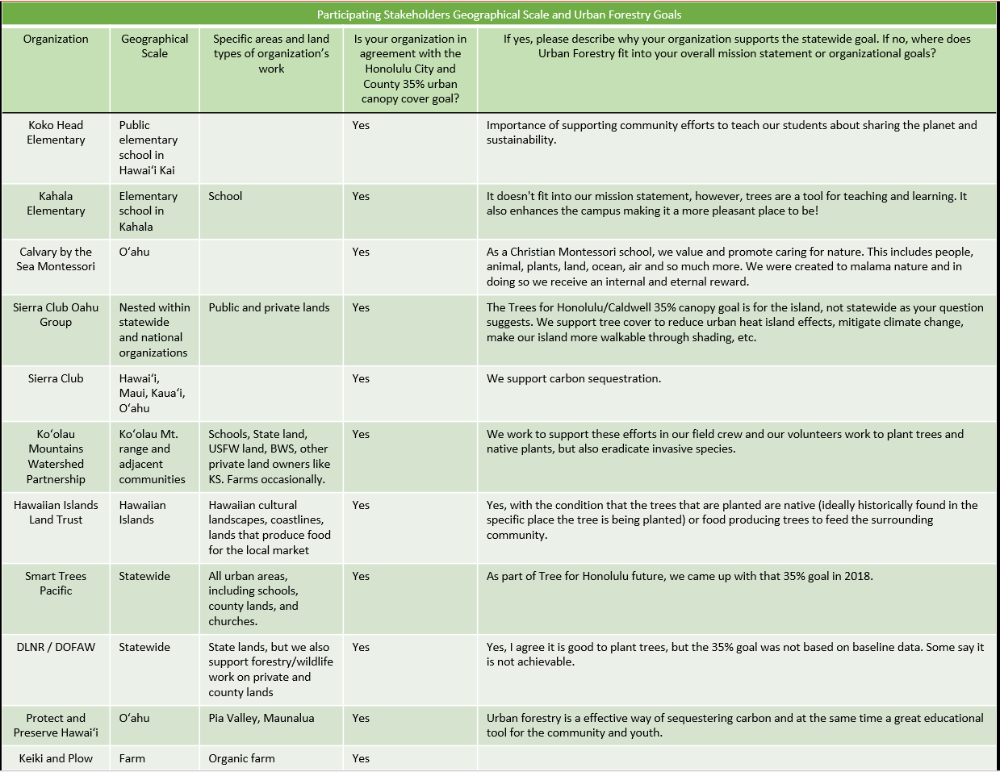 Participating Stakeholders Geographical Scale and Urban Forestry Goals
Organization
Geographical
Scale
Specific areas and land
types of organization's
work
Is your organization in
agreement with the
Honolulu City and
County 35% urban
canopy cover goal?
If yes, please describe why your organization supports the statewide goal. If no, where does
Urban Forestry fit into your overall mission statement or organizational goals?
Koko Head
Elementary
Public
elementary
school in
Hawaiʻi Kai
Yes
Importance of supporting community efforts to teach our students about sharing the planet and
sustainability.
Kahala
Elementary
Elementary
school in
Kahala
School
Yes
It doesn't fit into our mission statement, however, trees are a tool for teaching and learning. It
also enhances the campus making it a more pleasant place to be!
Calvary by the
Sea Montessori
Oʻahu
Yes
As a Christian Montessori school, we value and promote caring for nature. This includes people,
animal, plants, land, ocean, air and so much more. We were created to malama nature and in
doing so we receive an internal and eternal reward.
Sierra Club Oahu
Group
Nested within
statewide
and national
organizations
Public and private lands
Yes
The Trees for Honolulu/Caldwell 35% canopy goal is for the island, not statewide as your question
suggests. We support tree cover to reduce urban heat island effects, mitigate climate change,
make our island more walkable through shading, etc.
Sierra Club
Hawaiʻi,
Maui, Kauaʻi,
Oʻahu
Yes
We support carbon sequestration.
Koʻolau
Mountains
Watershed
Partnership
Koʻolau Mt.
range and
adjacent
communities
Schools, State land,
USFW land, BWS, other
private land owners like
KS. Farms occasionally.
Yes
We work to support these efforts in our field crew and our volunteers work to plant trees and
native plants, but also eradicate invasive species.
Hawaiian Islands
Land Trust
Hawaiian
Islands
Hawaiian cultural
landscapes, coastlines,
lands that produce food
for the local market
Yes
Yes, with the condition that the trees that are planted are native (ideally historically found in the
specific place the tree is being planted) or food producing trees to feed the surrounding
community.
Smart Trees
Pacific
Statewide
All urban areas,
including schools,
county lands, and
churches.
Yes
As part of Tree for Honolulu future, we came up with that 35% goal in 2018.
DLNR / DOFAW
Statewide
State lands, but we also
support forestry/wildlife
work on private and
county lands
Yes
Yes, I agree it is good to plant trees, but the 35% goal was not based on baseline data. Some say it
is not achievable.
Protect and
Preserve Hawaiʻi
Oʻahu
Pia Valley, Maunalua
Yes
Urban forestry is a effective way of sequestering carbon and at the same time a great educational
tool for the community and youth.
Keiki and Plow
Farm
Organic farm
Yes